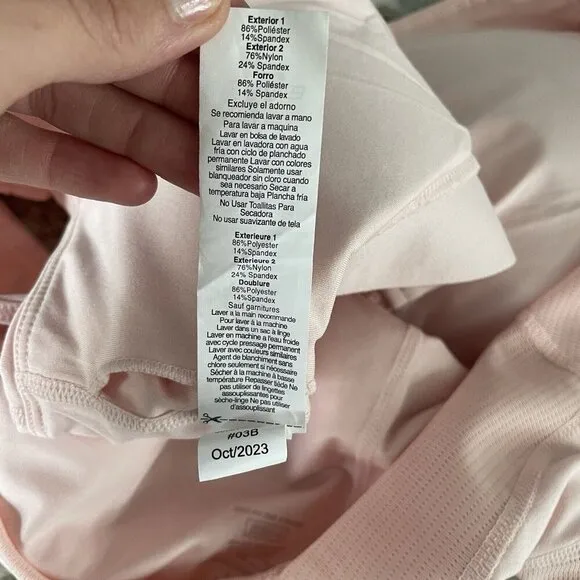 Exterior 1
86%Poliéster
14%Spandex
Exterior 2
76%Nylon
24% Spandex
Forro
86% Poliéster
14% Spandex
Excluye el adorno
Se recomienda lavar a mano
Para lavar a maquina
Lavar en bolsa de lavado
Lavar en lavadora con agua
fría con ciclo de planchado
permanente Lavar con colores
similares Solamente usar
blanqueador sin cloro cuando
sea necesario Secar a
temperatura baja Plancha fría
No Usar Toallitas Para
Secadora
No usar suavizante de tela
Exterieure 1
86%Polyester
14%Spandex
Exterieure 2
76%Nylon
24% Spandex
Doublure
86%Polyester
14%Spandex
Sauf garnitures
Laver a la main recommandé
Pour laver à la machine
Laver dans un sac à linge
Laver en machine a l'eau froide
avec cycle pressage permanent
Laver avec couleurs similaires
Agent de blanchiment sans
chlore seulement si nécessaire
Sécher à la machine à basse
température Repasser tiède Ne
pas utiliser de lingettes
assouplissantes pour
sèche-linge Ne pas utiliser
d'assouplissant
#03B
Oct/2023